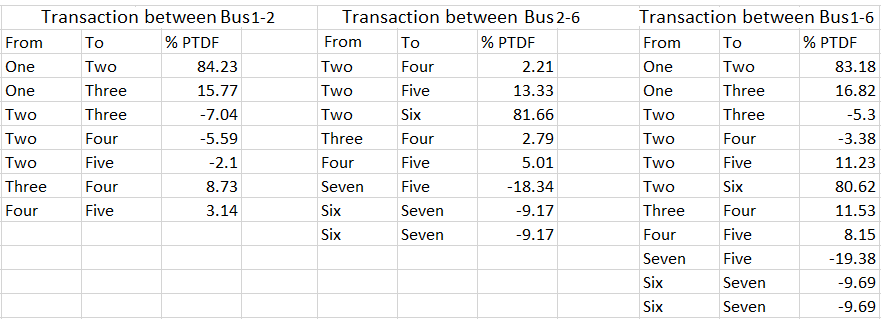 Transaction between Bus1-2 Transaction between Bus2-6 Transaction between Bus1-6
From To % PTDF From To % PTDF From To % PTDF
One Two 84.23 Two Four 2.21 One Two 83.18
One Three 15.77 Two Five 13.33 One Three 16.82
Two Three -7.04 Two Six 81.66 Two Three -5.3
Two Four -5.59 Three Four 2.79 Two Four -3.38
Two Five -2.1 Four Five 5.01 Two Five 11.23
Three Four 8.73 Seven Five -18.34 Two Six 80.62
Four Five 3.14 Six Seven -9.17 Three Four 11.53
Six Seven -9.17 Four Five 8.15
Seven Five -19.38
Six Seven -9.69
Six Seven -9.69